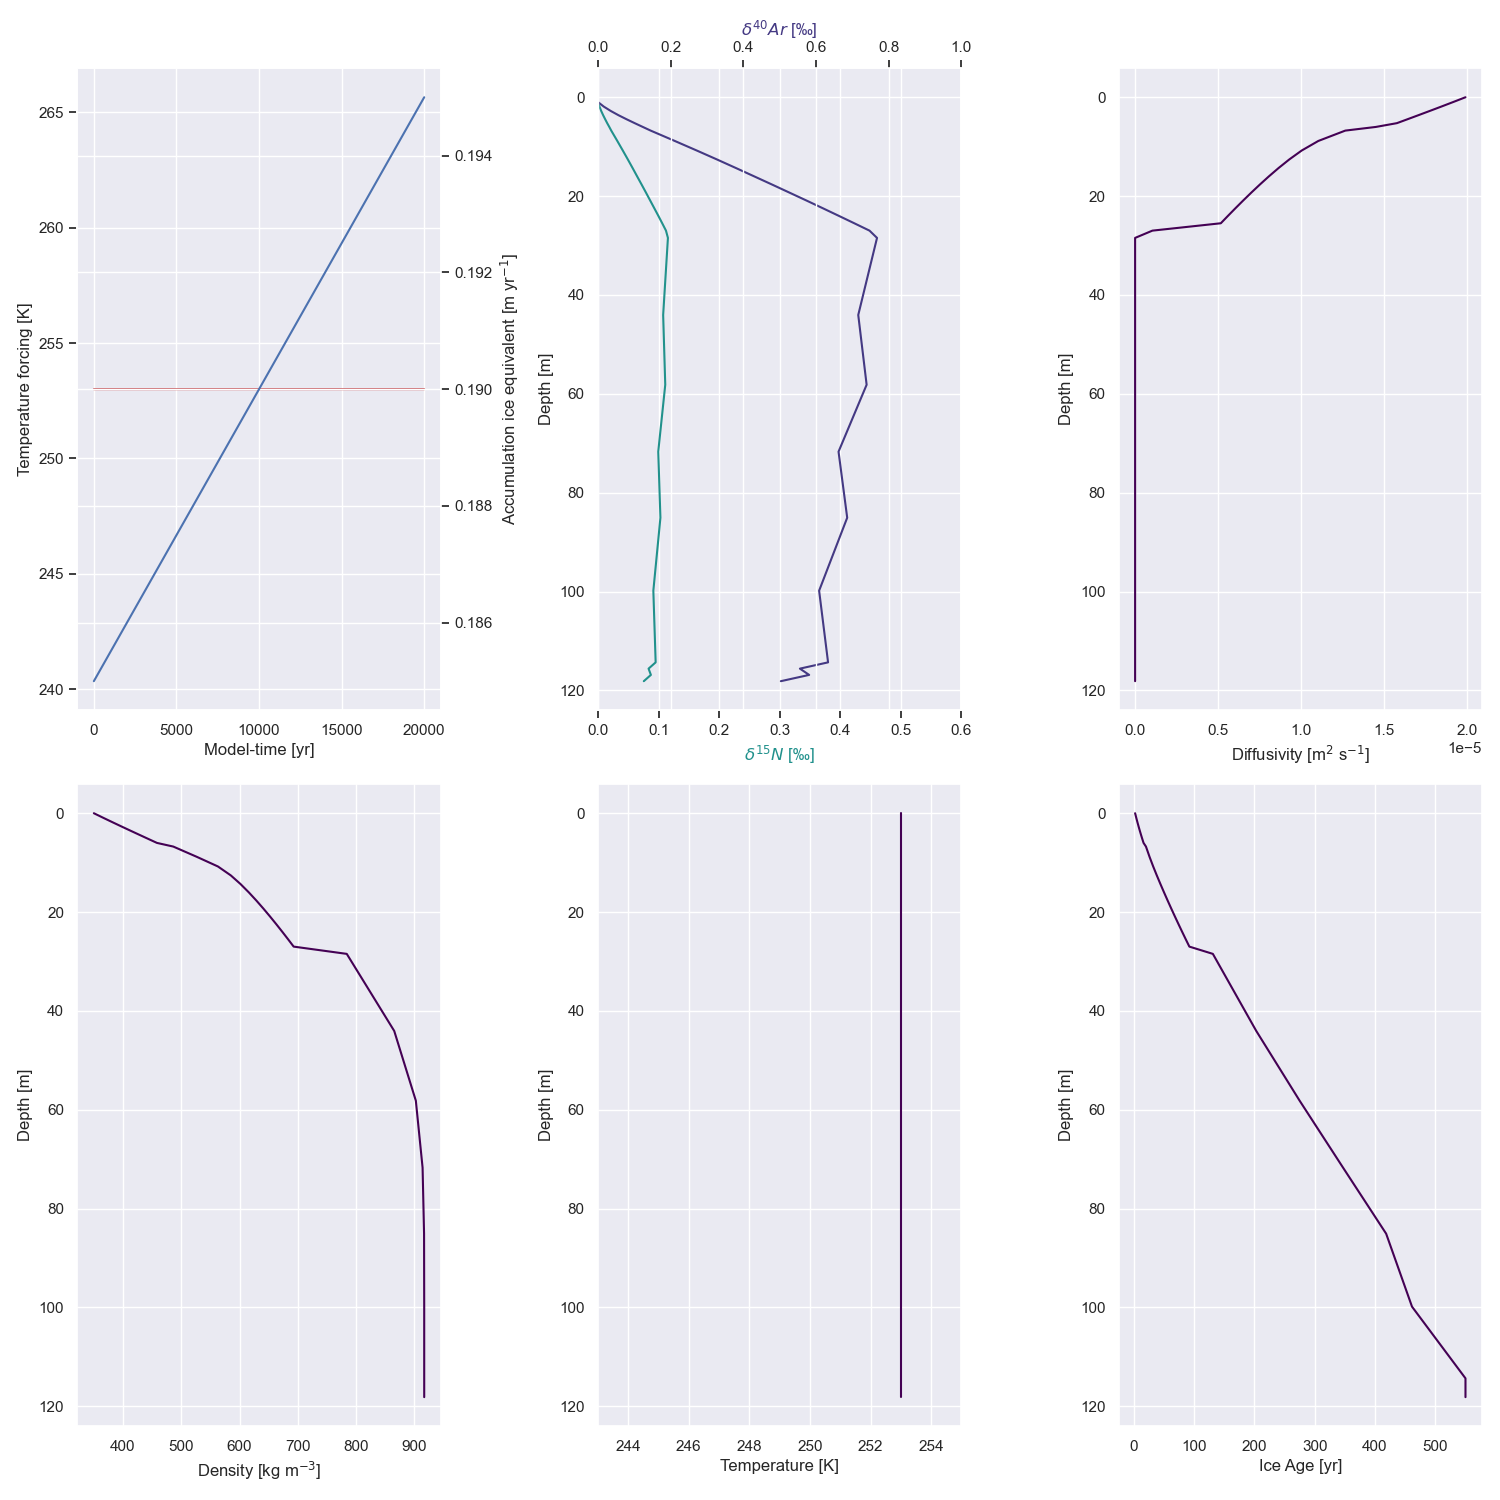 δ⁴⁰Ar [‰]
0.0 0.2 0.4 0.6 0.8 1.0
Temperature forcing [K]
265
260
255
250
245
240
0 5000 10000 15000 20000
Model-time [yr]
0.194
0.192
0.190
0.188
0.186
Accumulation ice equivalent [m yr⁻¹]
Depth [m]
0
20
40
60
80
100
120
0.0 0.1 0.2 0.3 0.4 0.5 0.6
δ¹⁵N [‰]
Depth [m]
0
20
40
60
80
100
120
0.0 0.5 1.0 1.5 2.0
1e−5
Diffusivity [m² s⁻¹]
Depth [m]
0
20
40
60
80
100
120
400 500 600 700 800 900
Density [kg m⁻³]
Depth [m]
0
20
40
60
80
100
120
244 246 248 250 252 254
Temperature [K]
Depth [m]
0
20
40
60
80
100
120
0 100 200 300 400 500
Ice Age [yr]